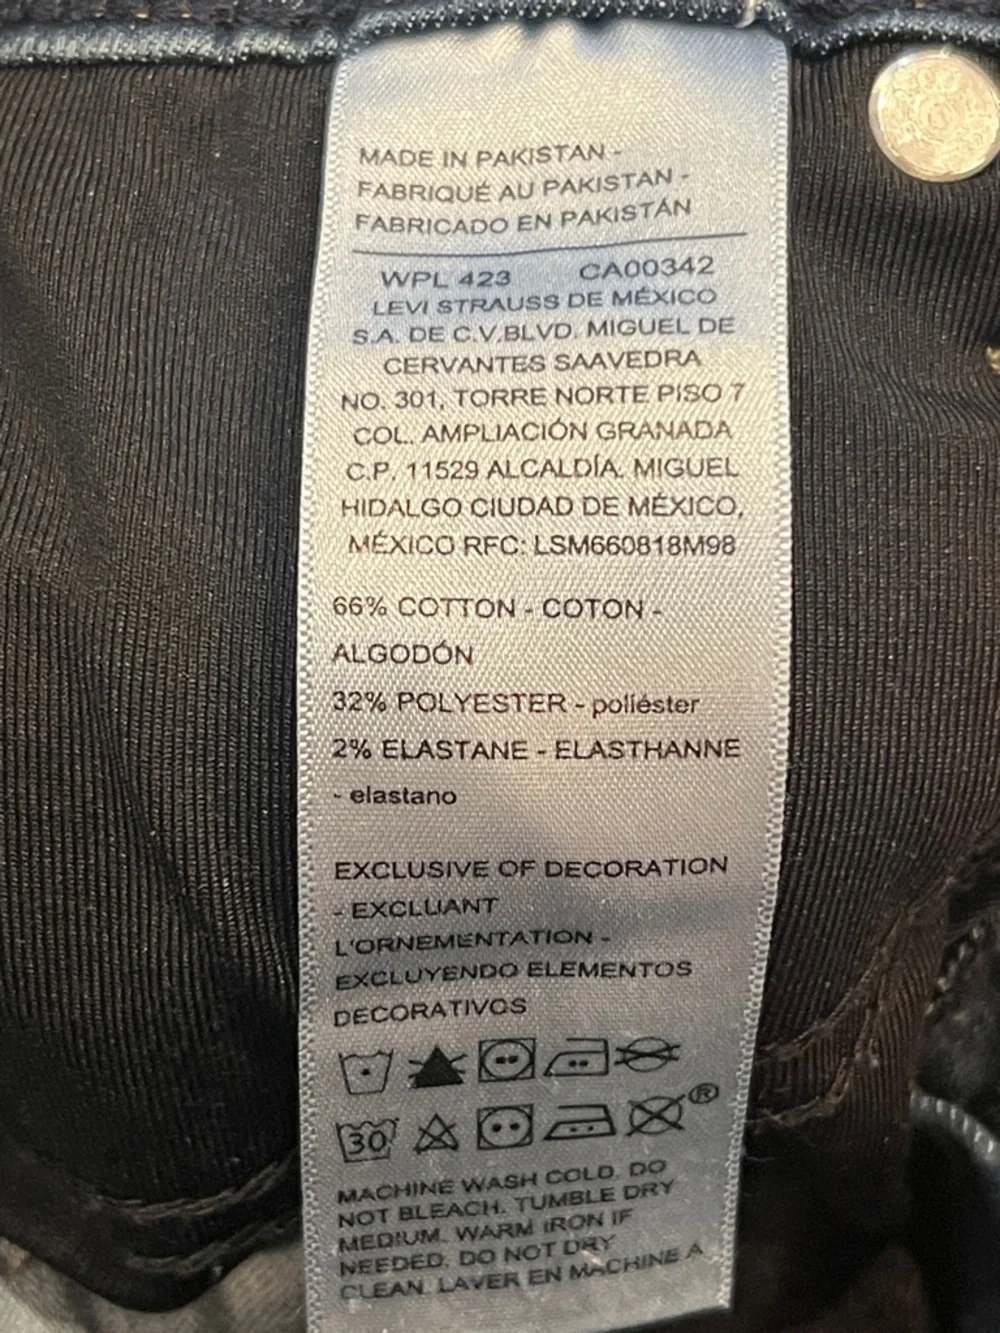 MADE IN PAKISTAN -
FABRIQUÉ AU PAKISTAN -
FABRICADO EN PAKISTÁN
WPL 423 CA00342
LEVI STRAUSS DE MÉXICO
S.A. DE C.V.BLVD. MIGUEL DE
CERVANTES SAAVEDRA
NO. 301, TORRE NORTE PISO 7
COL. AMPLIACIÓN GRANADA
C.P. 11529 ALCALDÍA. MIGUEL
HIDALGO CIUDAD DE MÉXICO,
MÉXICO RFC: LSM660818M98
66% COTTON - COTON -
ALGODÓN
32% POLYESTER - poliéster
2% ELASTANE - ELASTHANNE
- elastano
EXCLUSIVE OF DECORATION
- EXCLUANT
L'ORNEMENTATION -
EXCLUYENDO ELEMENTOS
DECORATIVOS
30 ®
MACHINE WASH COLD. DO
NOT BLEACH. TUMBLE DRY
MEDIUM. WARM IRON IF
NEEDED. DO NOT DRY
CLEAN. LAVER EN MACHINE A